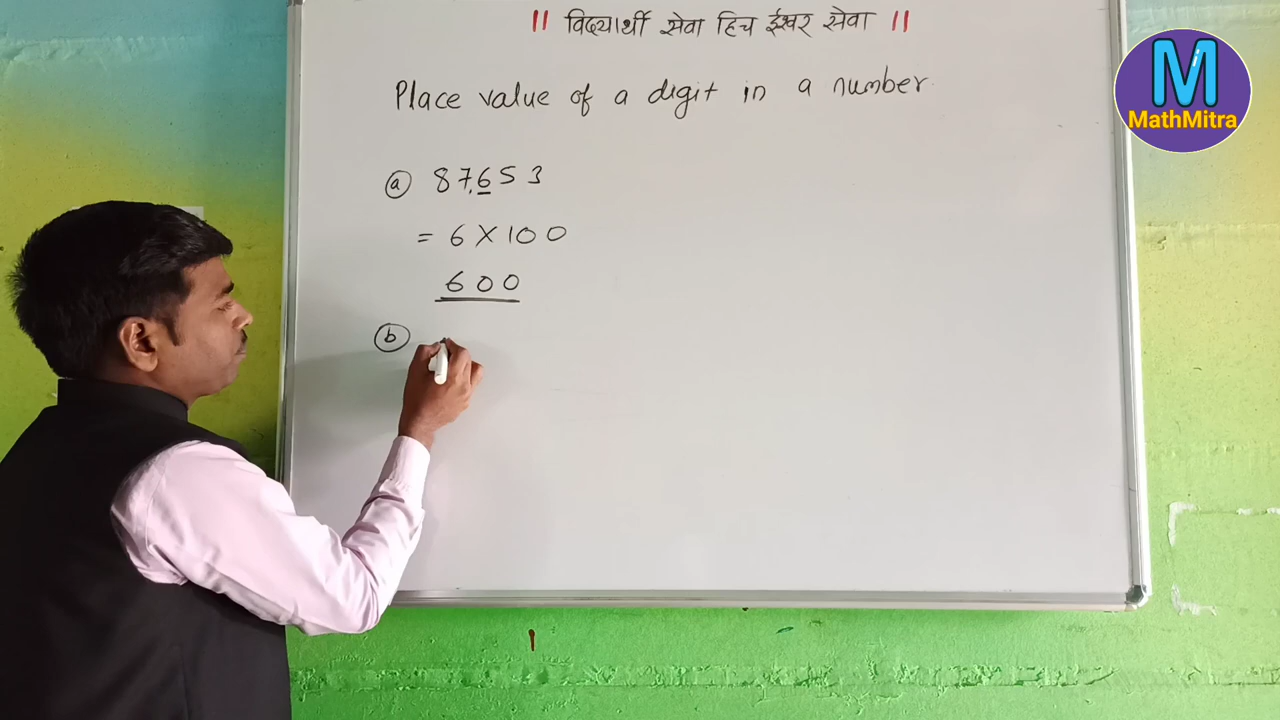 || विद्यार्थी सेवा हिच ईश्वर सेवा ||
M
MathMitra
Place value of a digit in a number.
(a) 87,653
= 6 X 100
600
(b)